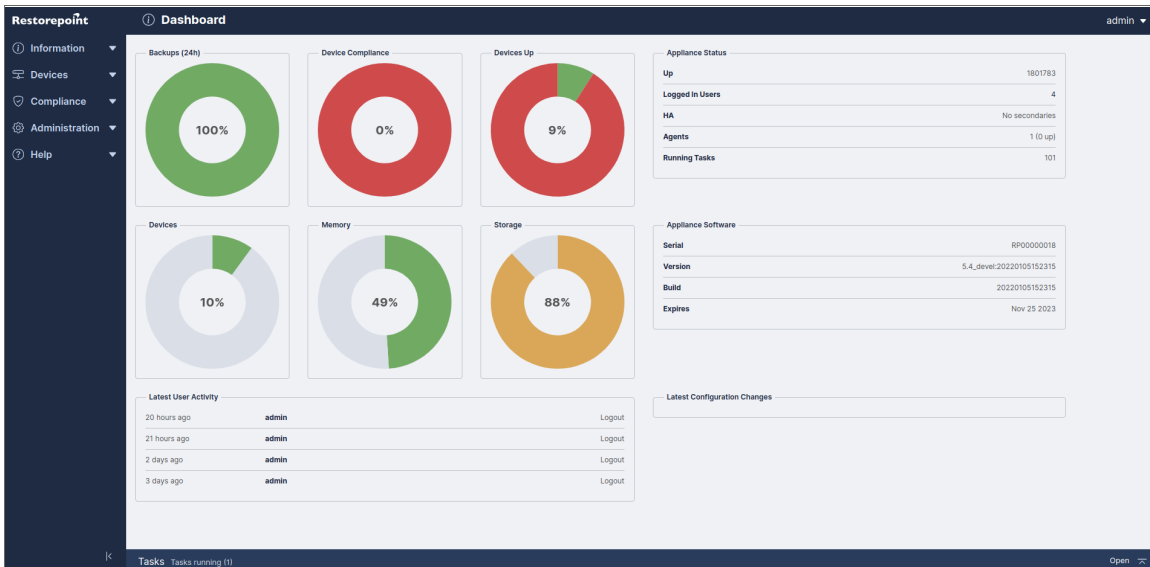 Restorepoint
Dashboard
admin
Information
Devices
Compliance
Administration
Help
Backups (24h)
100%
Device Compliance
0%
Devices Up
9%
Appliance Status
Up 1801783
Logged In Users 4
HA No secondaries
Agents 1 (0 up)
Running Tasks 101
Devices
10%
Memory
49%
Storage
88%
Appliance Software
Serial RP00000018
Version 5.4_devel:20220105152315
Build 20220105152315
Expires Nov 25 2023
Latest User Activity
20 hours ago admin Logout
21 hours ago admin Logout
2 days ago admin Logout
3 days ago admin Logout
Latest Configuration Changes
Tasks Tasks running (1)
Open